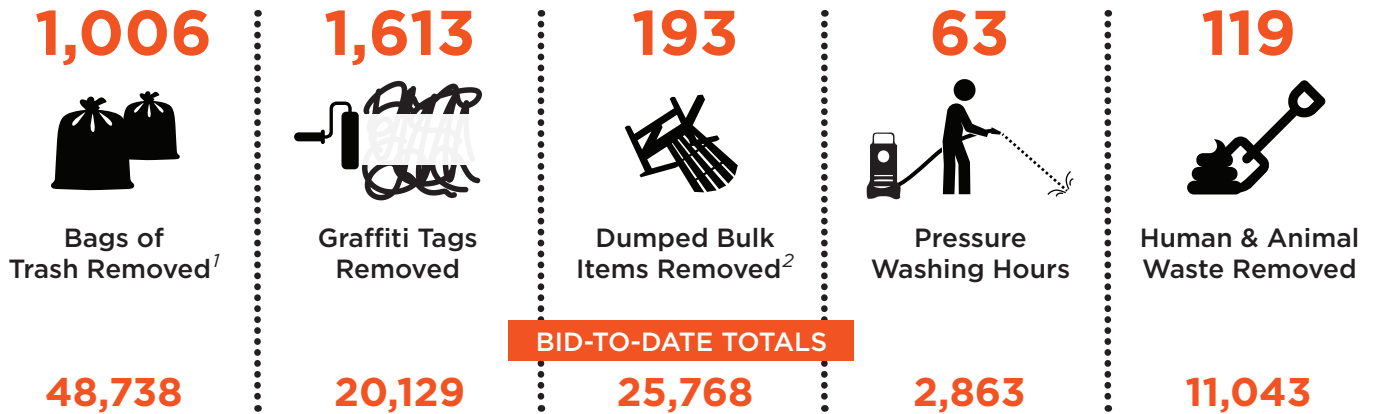 1,006
1,613
193
63
119
Bags of
Trash Removed1
Graffiti Tags
Removed
Dumped Bulk
Items Removed2
Pressure
Washing Hours
Human & Animal
Waste Removed
BID-TO-DATE TOTALS
48,738
20,129
25,768
2,863
11,043